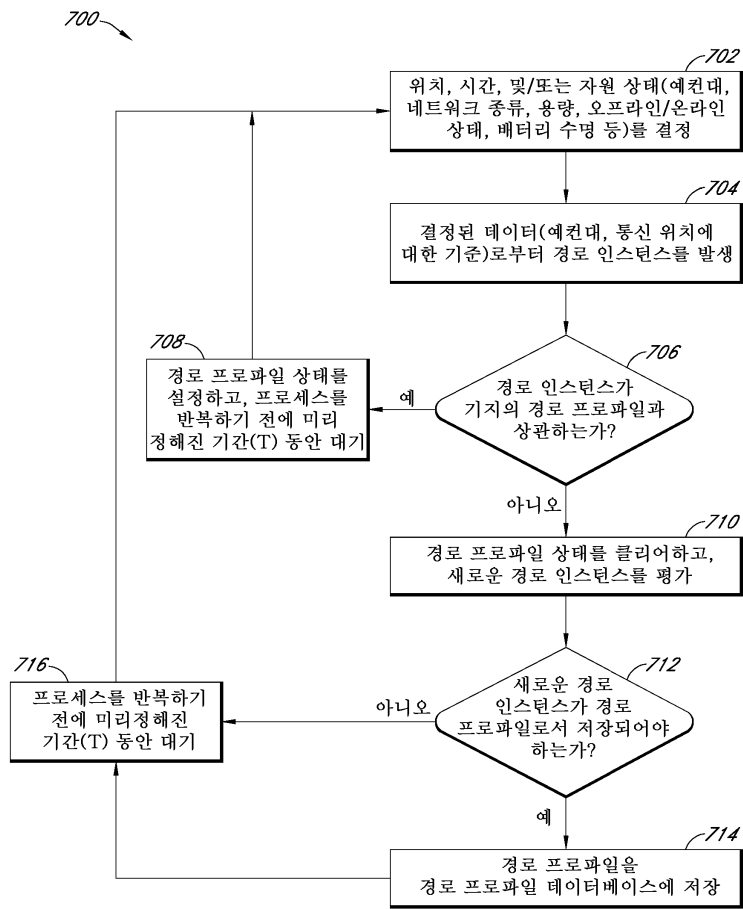 700
702
위치, 시간, 및/또는 자원 상태(예컨대,
네트워크 종류, 용량, 오프라인/온라인
상태, 배터리 수명 등)를 결정
704
결정된 데이터(예컨대, 통신 위치에
대한 기준)로부터 경로 인스턴스를 발생
706
경로 인스턴스가
기지의 경로 프로파일과
상관하는가?
예
708
경로 프로파일 상태를
설정하고, 프로세스를
반복하기 전에 미리
정해진 기간(T) 동안 대기
아니오
710
경로 프로파일 상태를 클리어하고,
새로운 경로 인스턴스를 평가
712
새로운 경로
인스턴스가 경로
프로파일로서 저장되어야
하는가?
아니오
716
프로세스를 반복하기
전에 미리정해진
기간(T) 동안 대기
예
714
경로 프로파일을
경로 프로파일 데이터베이스에 저장